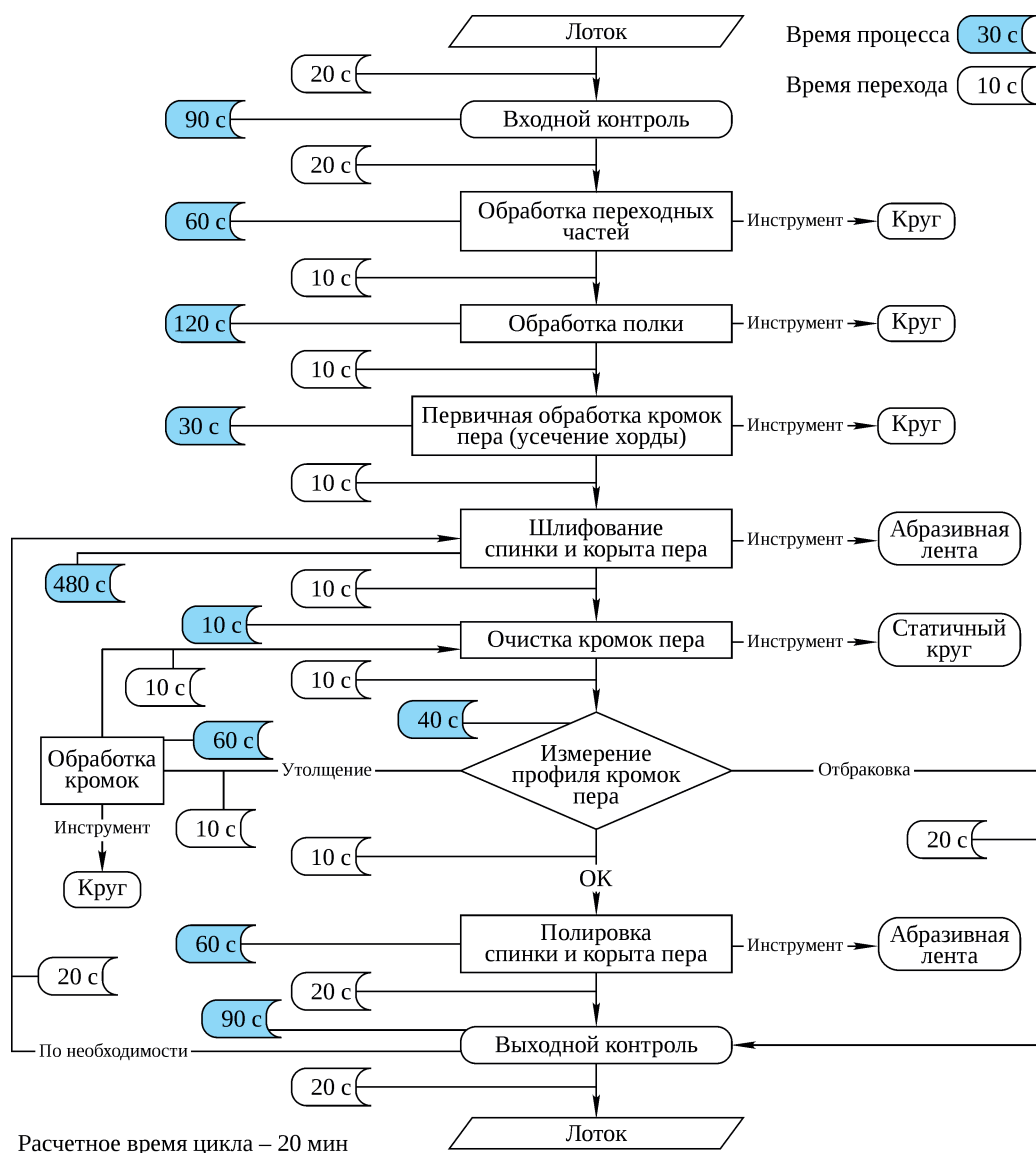 Лоток
Время процесса
30 с
20 с
Время перехода
10 с
90 с
Входной контроль
20 с
60 с
Обработка переходных
частей
Инструмент
Круг
10 с
120 с
Обработка полки
Инструмент
Круг
10 с
30 с
Первичная обработка кромок
пера (усечение хорды)
Инструмент
Круг
10 с
Шлифование
спинки и корыта пера
Инструмент
Абразивная
лента
480 с
10 с
10 с
Очистка кромок пера
Инструмент
Статичный
круг
10 с
10 с
40 с
60 с
Обработка
кромок
Утолщение
Измерение
профиля кромок
пера
Отбраковка
Инструмент
10 с
20 с
10 с
Круг
ОК
60 с
Полировка
спинки и корыта пера
Инструмент
Абразивная
лента
20 с
20 с
90 с
По необходимости
Выходной контроль
20 с
Лоток
Расчетное время цикла – 20 мин